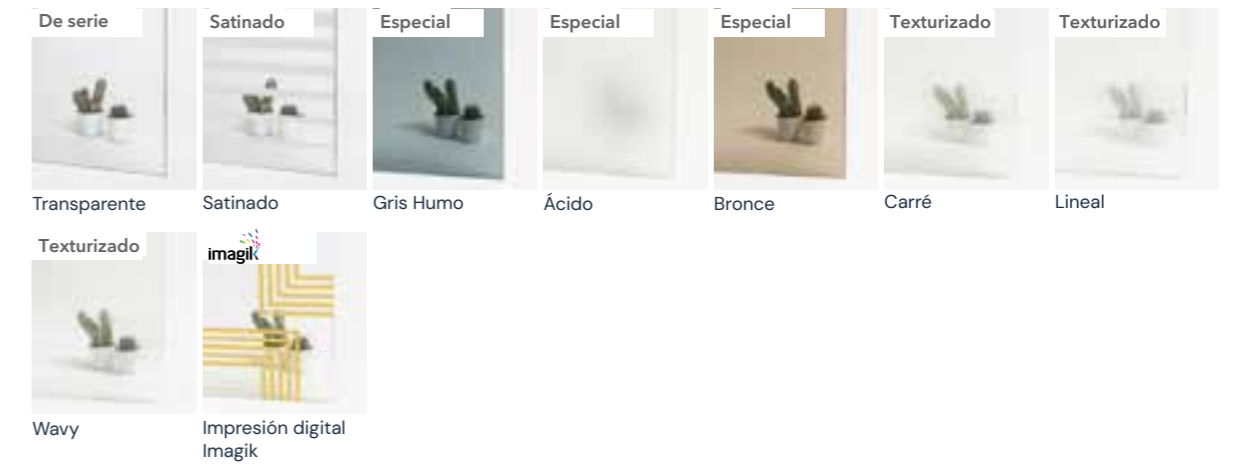 De serie
Satinado
Especial
Especial
Especial
Texturizado
Texturizado
Transparente
Satinado
Gris Humo
Ácido
Bronce
Carré
Lineal
Texturizado
imagik
Wavy
Impresión digital
Imagik